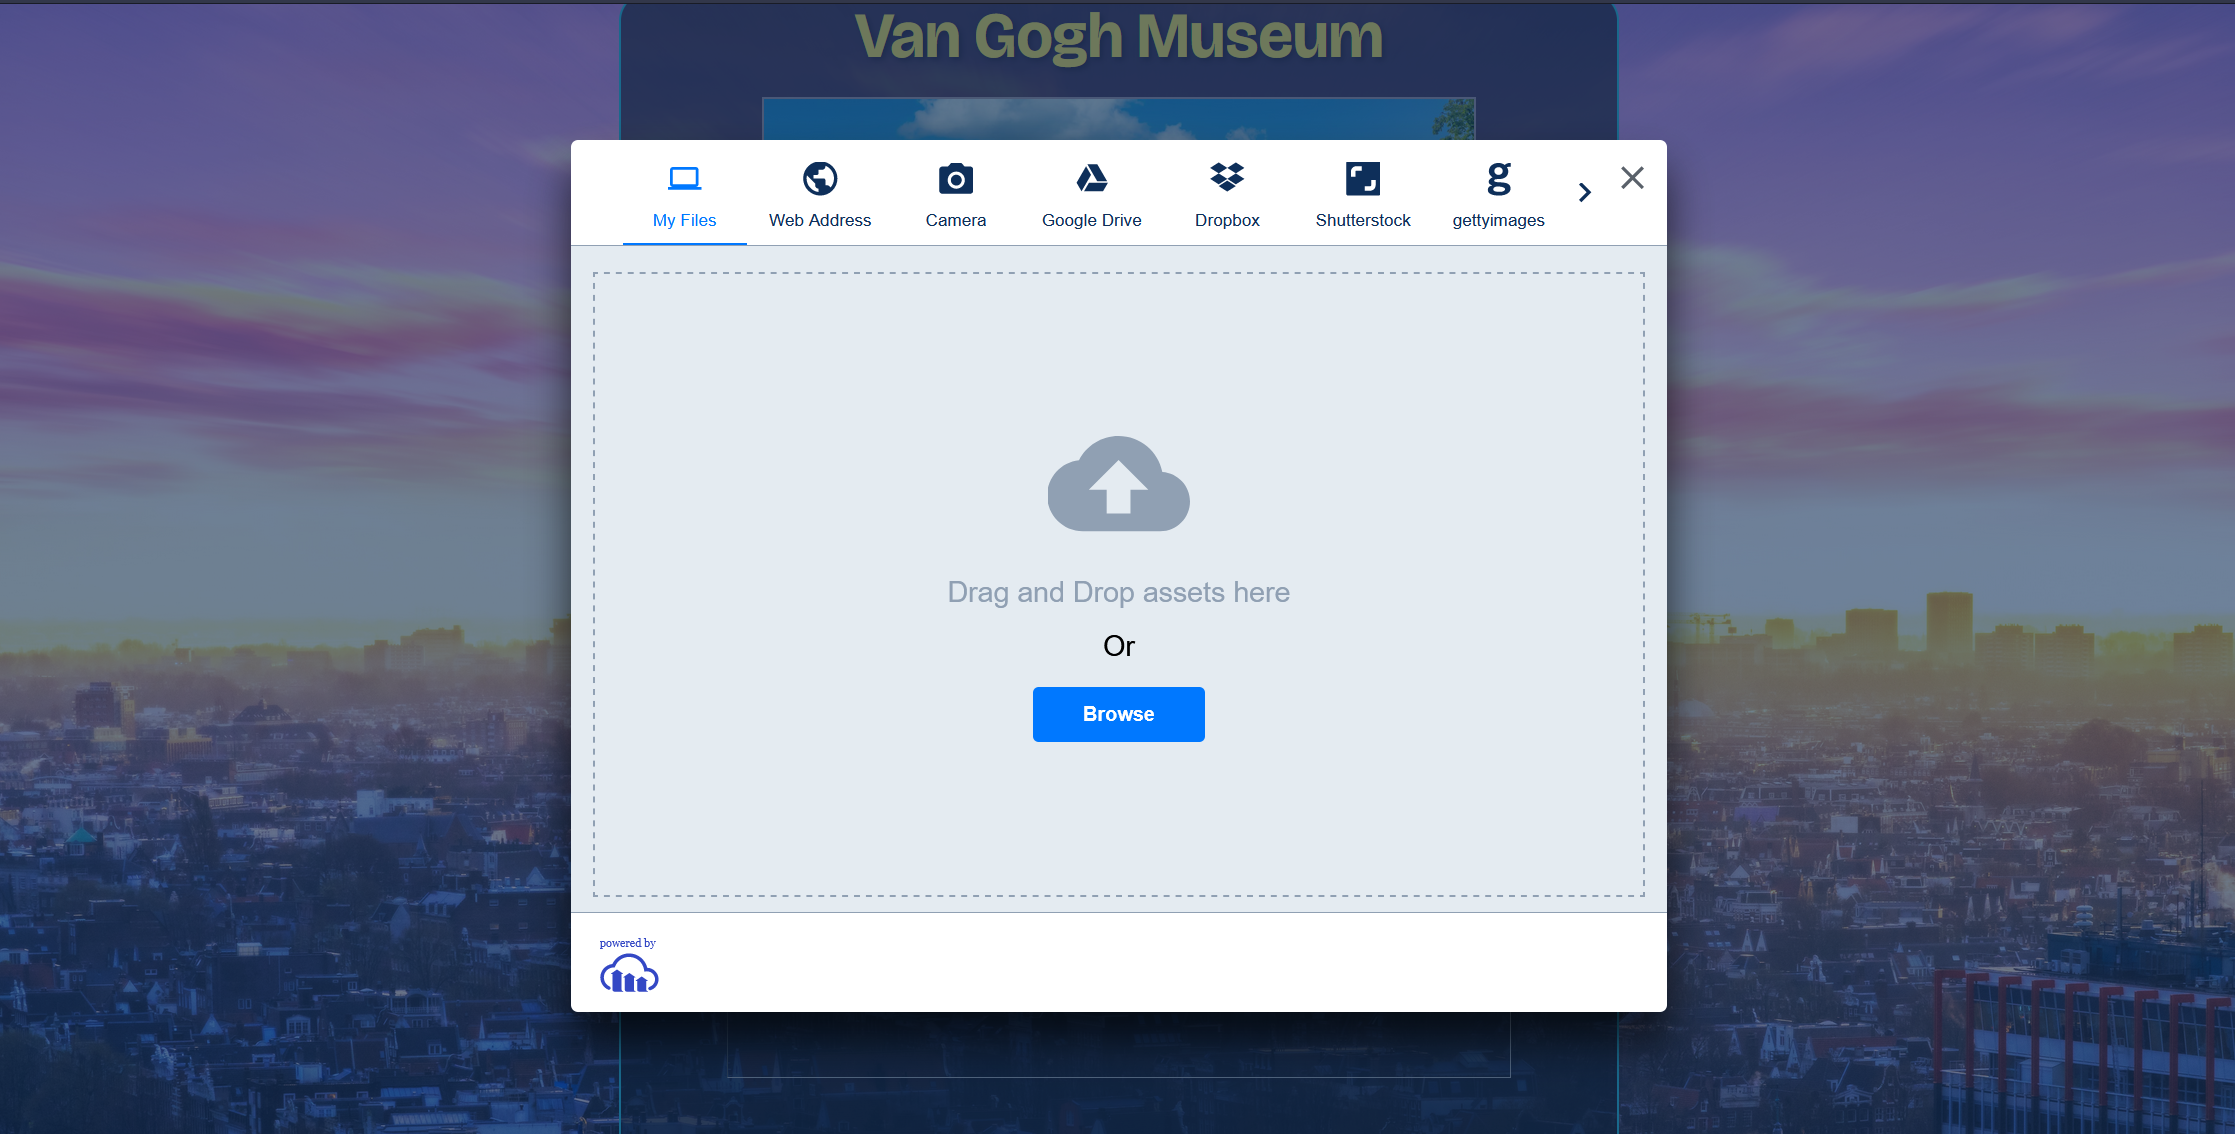 Van Gogh Museum
My Files
Web Address
Camera
Google Drive
Dropbox
Shutterstock
gettyimages
Drag and Drop assets here
Or
Browse
powered by